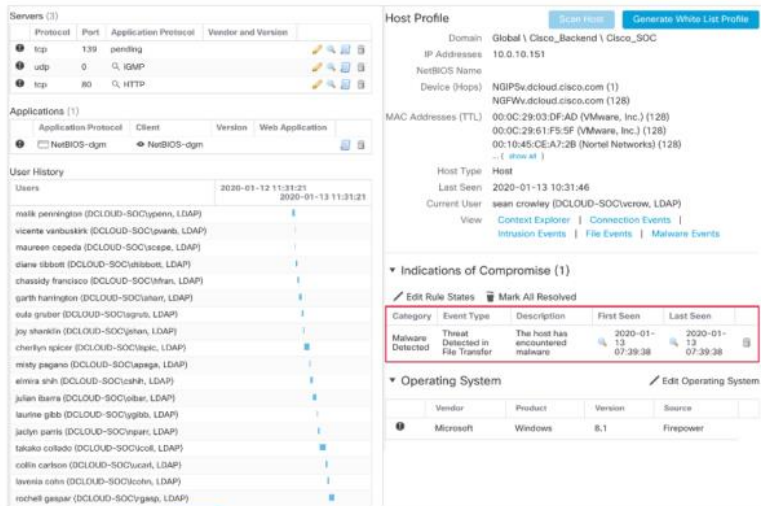 Servers (3)
Protocol Port Application Protocol Vendor and Version
tcp 139 pending
udp 0 IGMP
tcp 80 HTTP
Applications (1)
Application Protocol Client Version Web Application
NetBIOS-dgm NetBIOS-dgm
User History
Users 2020-01-12 11:31:21
2020-01-13 11:31:21
malik pennington (DCLOUD-SOC\ypenn, LDAP)
vicente vanbuskirk (DCLOUD-SOC\pvanb, LDAP)
maureen cepeda (DCLOUD-SOC\scepe, LDAP)
diane tibbott (DCLOUD-SOC\dtibbott, LDAP)
chassidy francisco (DCLOUD-SOC\hfran, LDAP)
garth harrington (DCLOUD-SOC\aharr, LDAP)
eula gruber (DCLOUD-SOC\agrub, LDAP)
joy shanklin (DCLOUD-SOC\jshan, LDAP)
cherilyn spicer (DCLOUD-SOC\lspic, LDAP)
misty pagano (DCLOUD-SOC\apaga, LDAP)
elmira shih (DCLOUD-SOC\cshih, LDAP)
julian ibarra (DCLOUD-SOC\oibar, LDAP)
laurine gibb (DCLOUD-SOC\ygibb, LDAP)
jaclyn parris (DCLOUD-SOC\nparr, LDAP)
takako collado (DCLOUD-SOC\lcoll, LDAP)
collin carlson (DCLOUD-SOC\ucarl, LDAP)
lavenia cohn (DCLOUD-SOC\lcohn, LDAP)
rochell gaspar (DCLOUD-SOC\rgasp, LDAP)
Host Profile Scan Host Generate White List Profile
Domain Global \ Cisco_Backend \ Cisco_SOC
IP Addresses 10.0.10.151
NetBIOS Name
Device (Hops) NGIPSv.dcloud.cisco.com (1)
NGFWv.dcloud.cisco.com (128)
MAC Addresses (TTL) 00:0C:29:03:DF:AD (VMware, Inc.) (128)
00:0C:29:61:F5:5F (VMware, Inc.) (128)
00:10:45:CE:A7:2B (Nortel Networks) (128)
... ( show all )
Host Type Host
Last Seen 2020-01-13 10:31:46
Current User sean crowley (DCLOUD-SOC\vcrow, LDAP)
View Context Explorer | Connection Events |
Intrusion Events | File Events | Malware Events
Indications of Compromise (1)
Edit Rule States Mark All Resolved
Category Event Type Description First Seen Last Seen
Malware Detected Threat Detected in File Transfer The host has encountered malware 2020-01-13 07:39:38 2020-01-13 07:39:38
Operating System Edit Operating System
Vendor Product Version Source
Microsoft Windows 8.1 Firepower